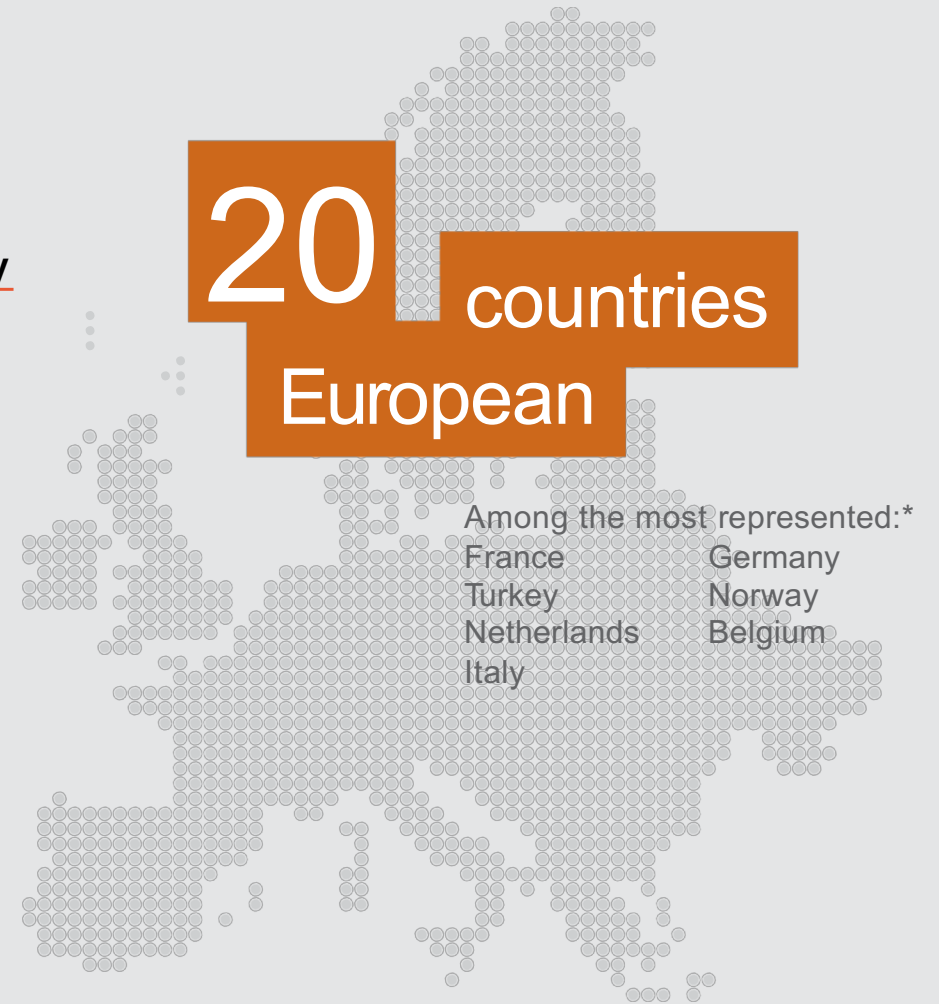 y
20
countries
European
Among the most represented:*
France Germany
Turkey Norway
Netherlands Belgium
Italy